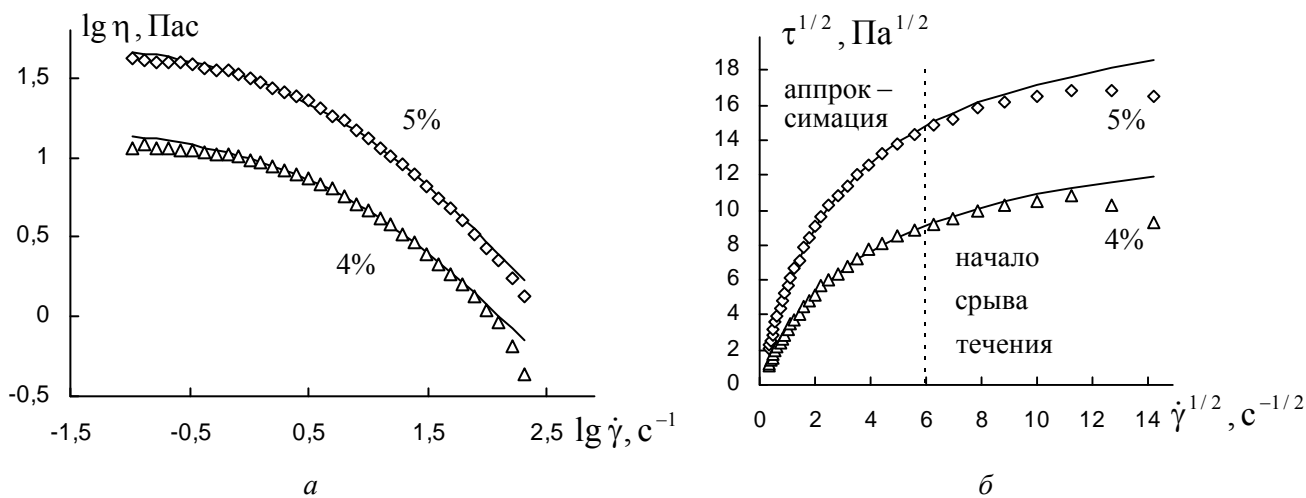 lg η, Пас
1,5
1
0,5
0
-0,5
5%
4%
-1,5 -0,5 0,5 1,5 2,5
lg γ̇, с⁻¹
а
τ^{1/2}, Па^{1/2}
18
16
14
12
10
8
6
4
2
0
аппрок –
симация
5%
4%
начало
срыва
течения
0 2 4 6 8 10 12 14
γ̇^{1/2}, с^{−1/2}
б